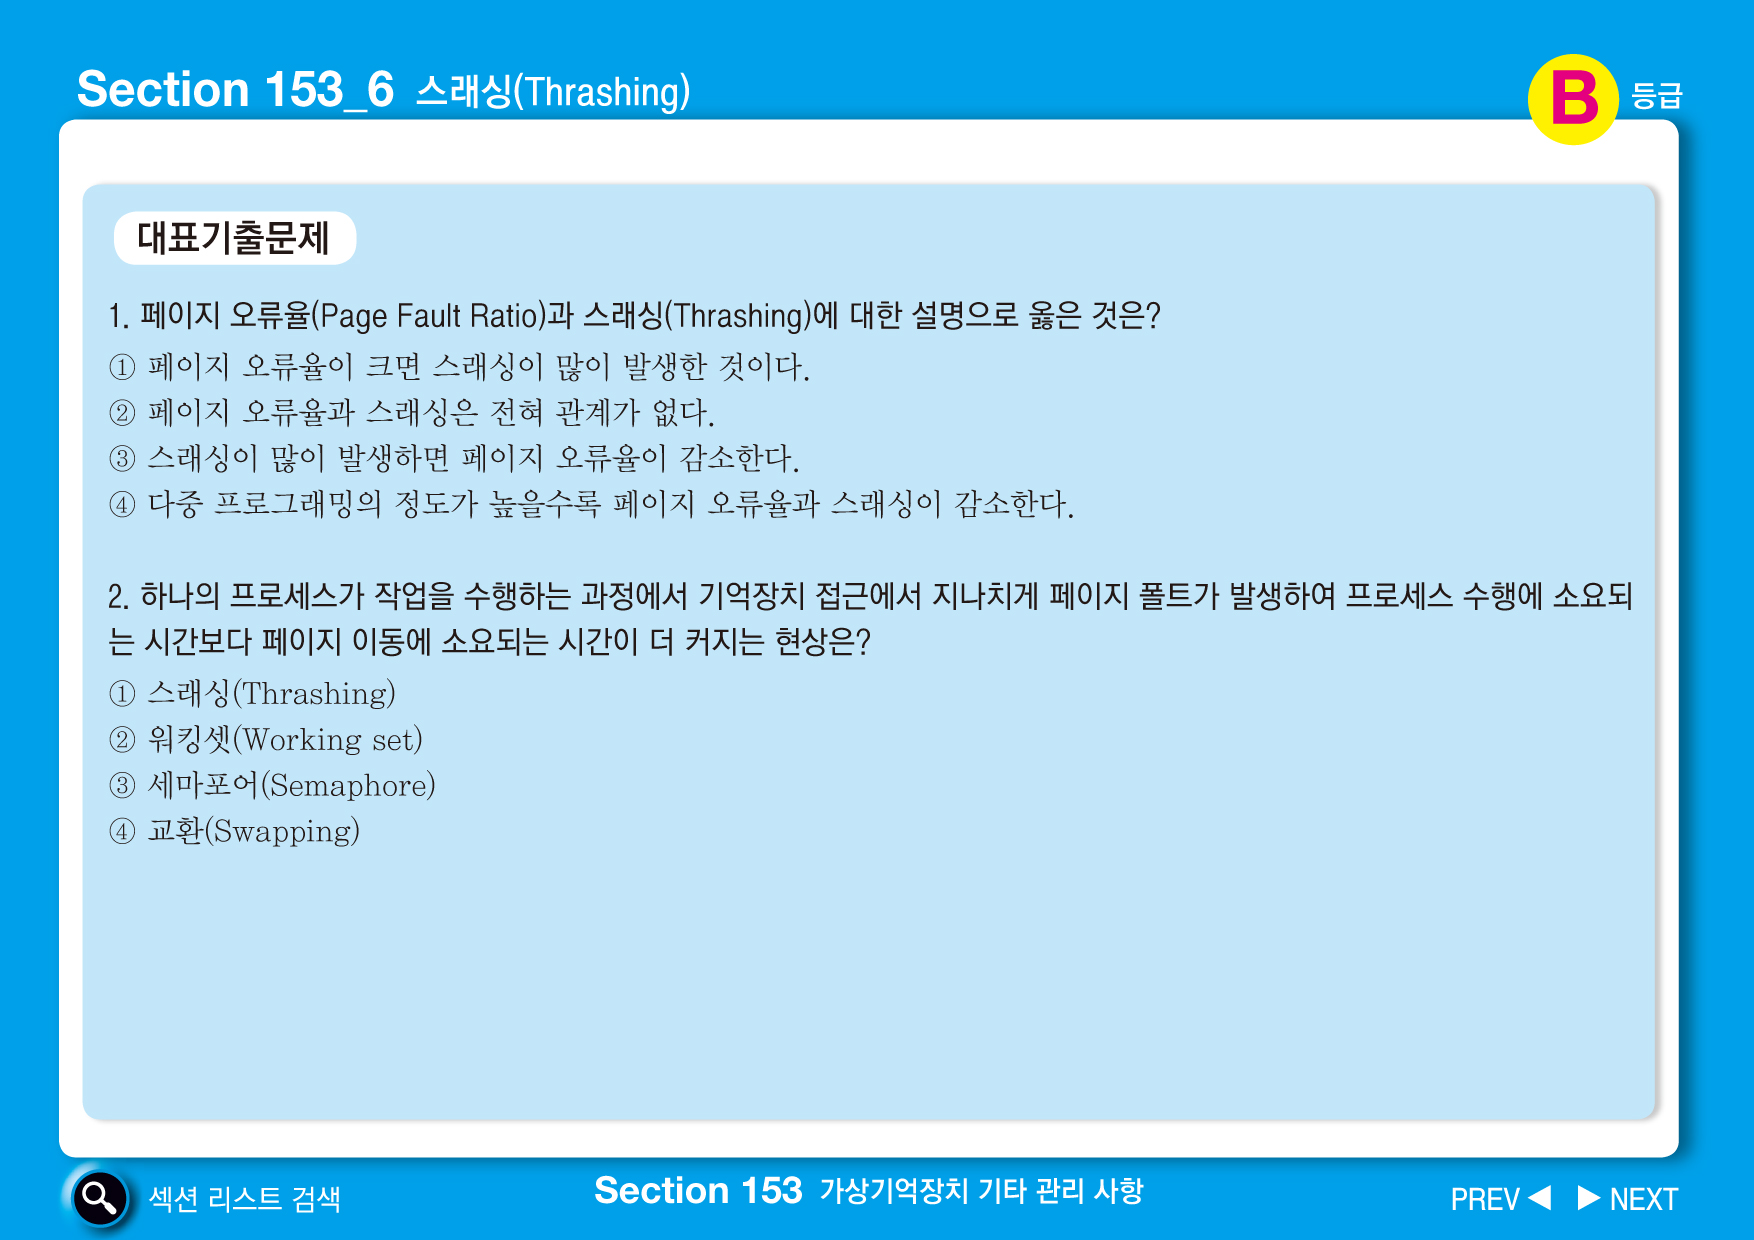 Section 153_6 스래싱(Thrashing)
B 등급
대표기출문제
1. 페이지 오류율(Page Fault Ratio)과 스래싱(Thrashing)에 대한 설명으로 옳은 것은?
① 페이지 오류율이 크면 스래싱이 많이 발생한 것이다.
② 페이지 오류율과 스래싱은 전혀 관계가 없다.
③ 스래싱이 많이 발생하면 페이지 오류율이 감소한다.
④ 다중 프로그래밍의 정도가 높을수록 페이지 오류율과 스래싱이 감소한다.
2. 하나의 프로세스가 작업을 수행하는 과정에서 기억장치 접근에서 지나치게 페이지 폴트가 발생하여 프로세스 수행에 소요되
는 시간보다 페이지 이동에 소요되는 시간이 더 커지는 현상은?
① 스래싱(Thrashing)
② 워킹셋(Working set)
③ 세마포어(Semaphore)
④ 교환(Swapping)
섹션 리스트 검색
Section 153 가상기억장치 기타 관리 사항
PREV ◀ ▶ NEXT